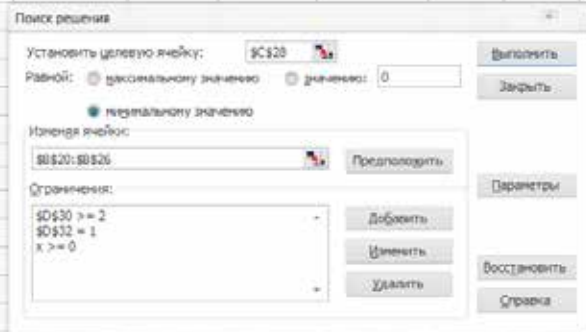 Поиск решения
Установить целевую ячейку: $C$28
Выполнить
Равной: максимальному значению значению: 0
Закрыть
минимальному значению
Изменяя ячейки:
$B$20:$B$26 Предположить
Ограничения:
Параметры
$D$30 >= 2
$D$32 = 1
x >= 0
Добавить
Изменить
Удалить
Восстановить
Справка